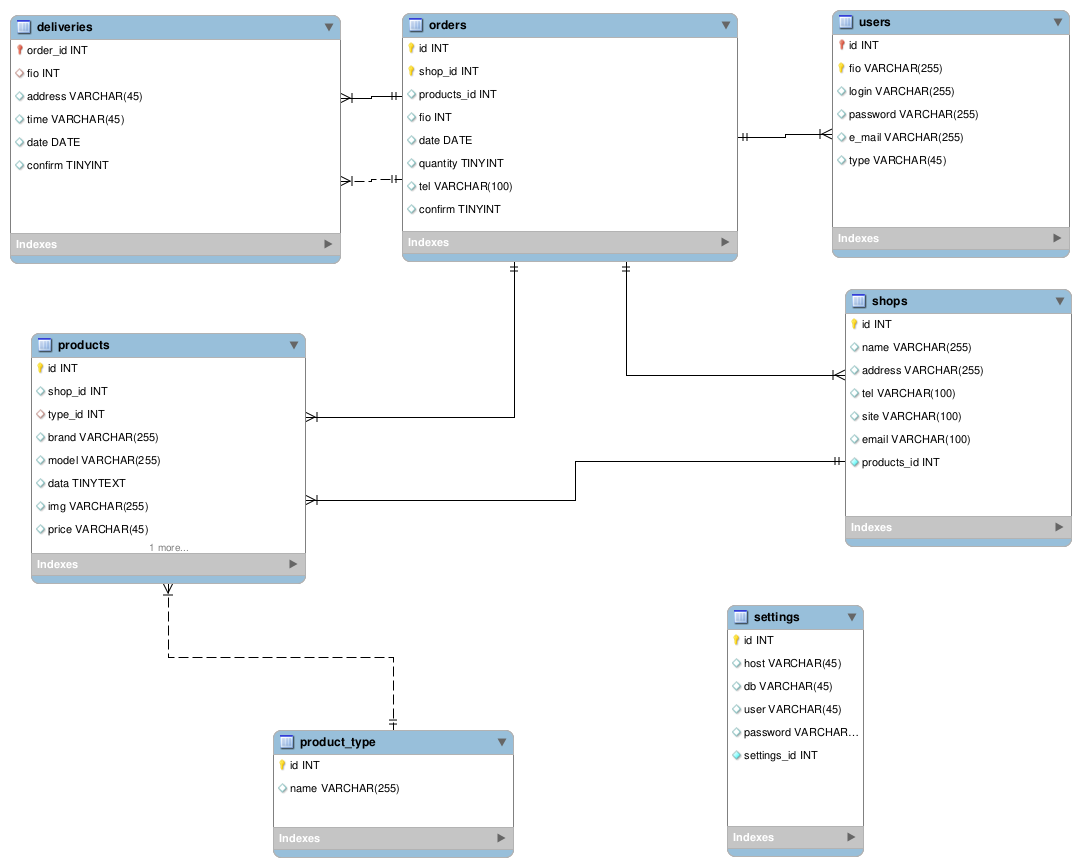 deliveries
order_id INT
fio INT
address VARCHAR(45)
time VARCHAR(45)
date DATE
confirm TINYINT
Indexes
orders
id INT
shop_id INT
products_id INT
fio INT
date DATE
quantity TINYINT
tel VARCHAR(100)
confirm TINYINT
Indexes
users
id INT
fio VARCHAR(255)
login VARCHAR(255)
password VARCHAR(255)
e_mail VARCHAR(255)
type VARCHAR(45)
Indexes
products
id INT
shop_id INT
type_id INT
brand VARCHAR(255)
model VARCHAR(255)
data TINYTEXT
img VARCHAR(255)
price VARCHAR(45)
1 more...
Indexes
shops
id INT
name VARCHAR(255)
address VARCHAR(255)
tel VARCHAR(100)
site VARCHAR(100)
email VARCHAR(100)
products_id INT
Indexes
product_type
id INT
name VARCHAR(255)
Indexes
settings
id INT
host VARCHAR(45)
db VARCHAR(45)
user VARCHAR(45)
password VARCHAR...
settings_id INT
Indexes